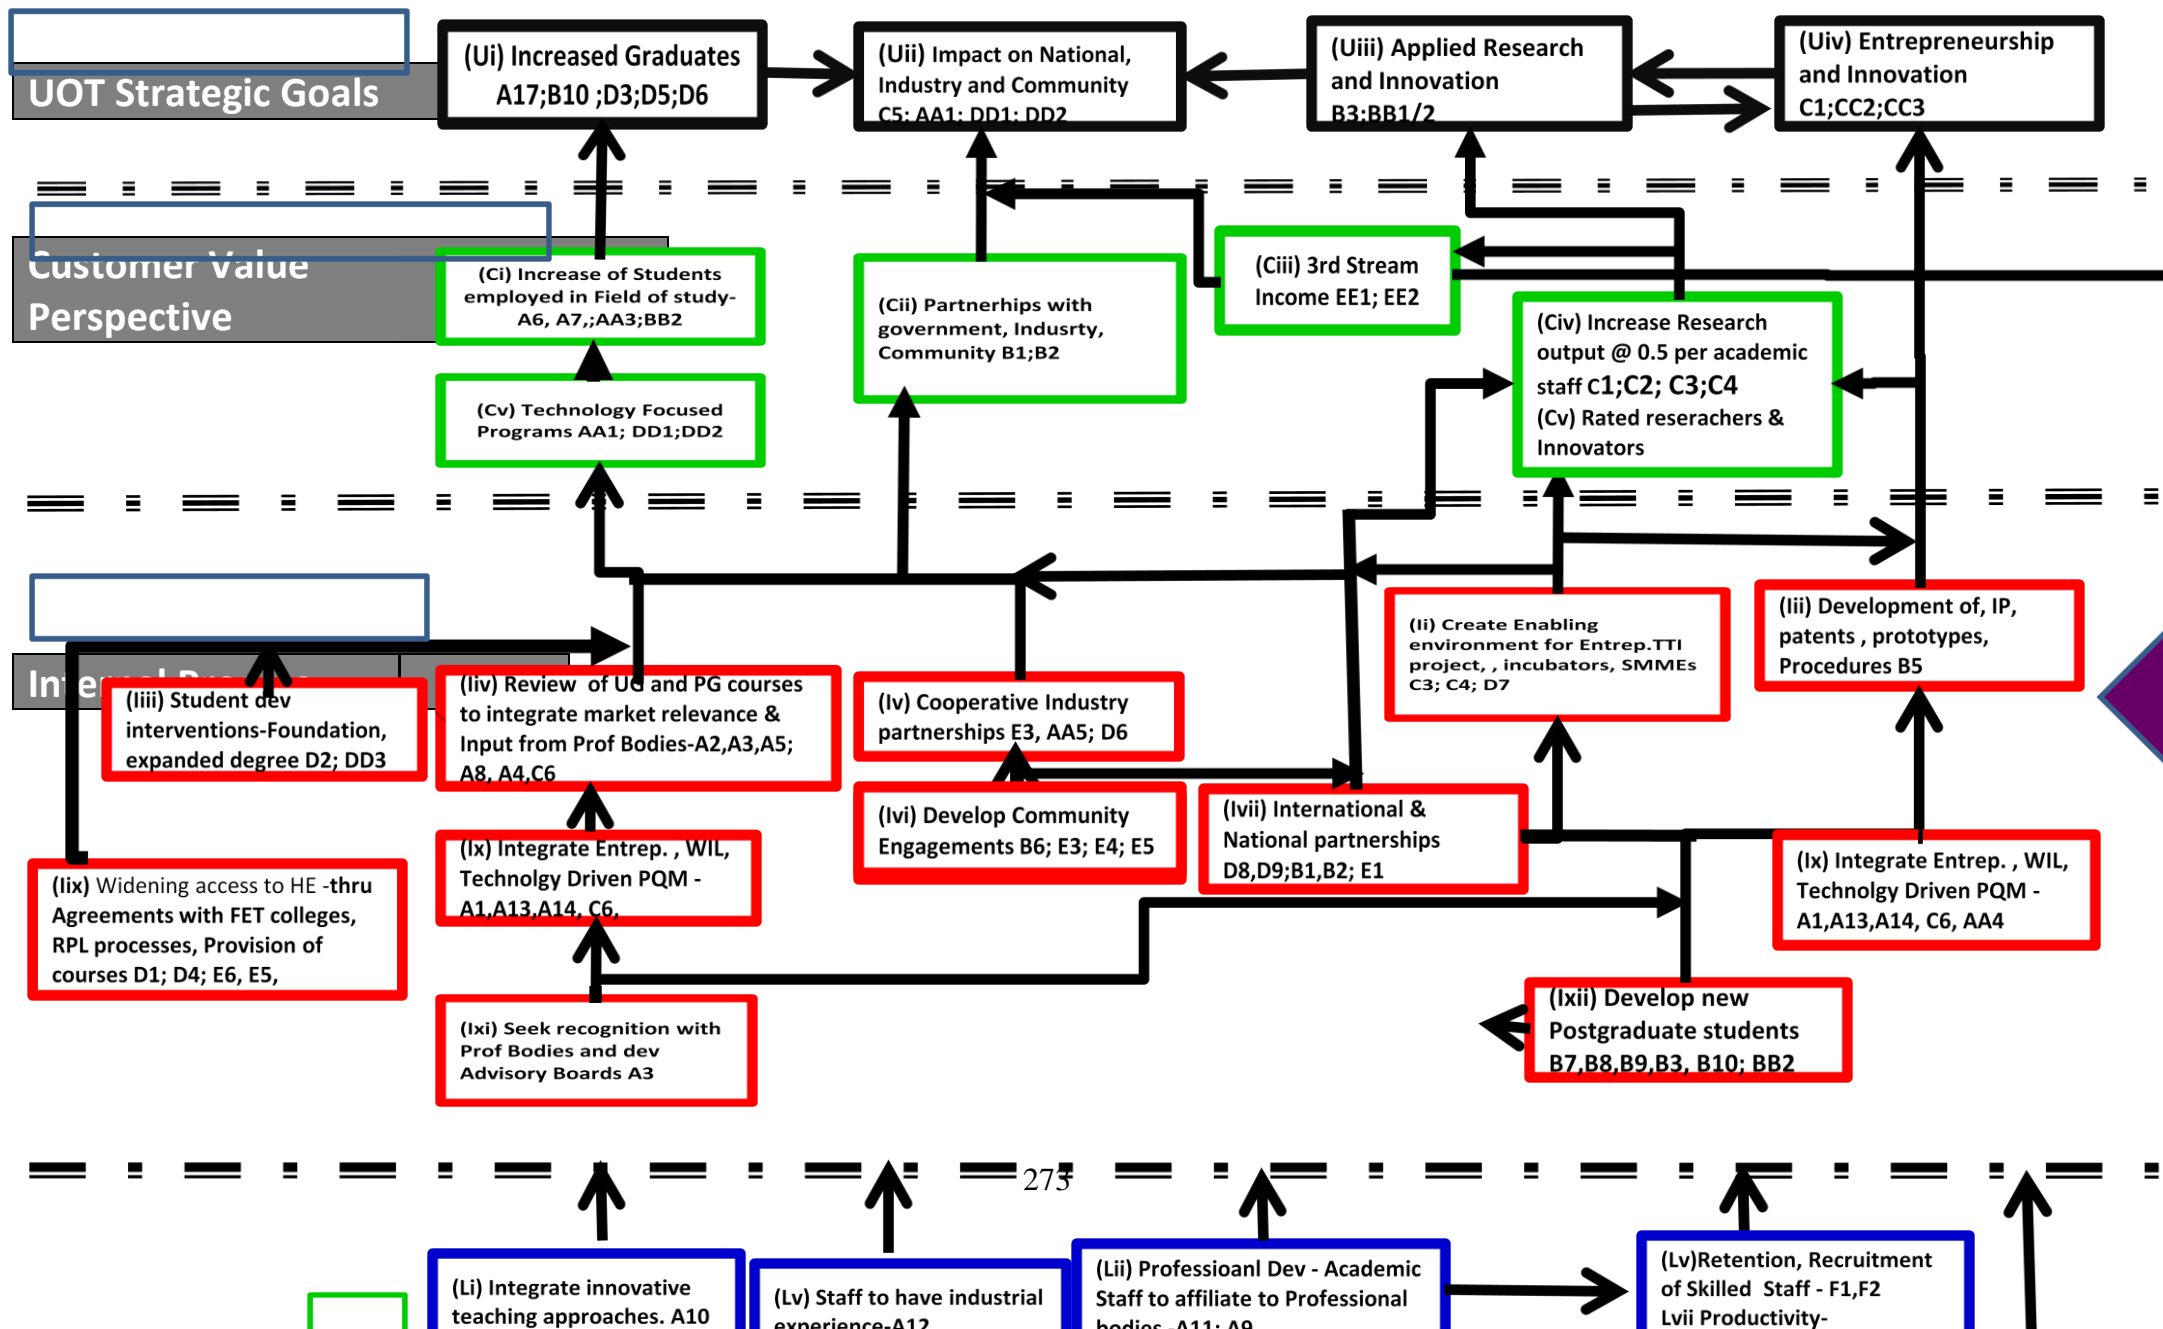 UOT Strategic Goals
(Ui) Increased Graduates
A17;B10 ;D3;D5;D6
(Uii) Impact on National,
Industry and Community
C5; AA1; DD1; DD2
(Uiii) Applied Research
and Innovation
B3;BB1/2
(Uiv) Entrepreneurship
and Innovation
C1;CC2;CC3
Customer Value
Perspective
(Ci) Increase of Students
employed in Field of study-
A6, A7,;AA3;BB2
(Cii) Partnerhips with
government, Indusrty,
Community B1;B2
(Ciii) 3rd Stream
Income EE1; EE2
(Civ) Increase Research
output @ 0.5 per academic
staff C1;C2; C3;C4
(Cv) Rated reserachers &
Innovators
(Cv) Technology Focused
Programs AA1; DD1;DD2
(Iiii) Student dev
interventions-Foundation,
expanded degree D2; DD3
(Iiv) Review of UG and PG courses
to integrate market relevance &
Input from Prof Bodies-A2,A3,A5;
A8, A4,C6
(Iv) Cooperative Industry
partnerships E3, AA5; D6
(Ii) Create Enabling
environment for Entrep.TTI
project, , incubators, SMMEs
C3; C4; D7
(Iii) Development of, IP,
patents , prototypes,
Procedures B5
(Iix) Widening access to HE -thru
Agreements with FET colleges,
RPL processes, Provision of
courses D1; D4; E6, E5,
(Ix) Integrate Entrep. , WIL,
Technolgy Driven PQM -
A1,A13,A14, C6,
(Ivi) Develop Community
Engagements B6; E3; E4; E5
(Ivii) International &
National partnerships
D8,D9;B1,B2; E1
(Ix) Integrate Entrep. , WIL,
Technolgy Driven PQM -
A1,A13,A14, C6, AA4
(Ixi) Seek recognition with
Prof Bodies and dev
Advisory Boards A3
(Ixii) Develop new
Postgraduate students
B7,B8,B9,B3, B10; BB2
273
(Li) Integrate innovative
teaching approaches. A10
(Lv) Staff to have industrial
experience-A12
(Lii) Professioanl Dev - Academic
Staff to affiliate to Professional
bodies -A11; A9
(Lv)Retention, Recruitment
of Skilled Staff - F1,F2
Lvii Productivity-